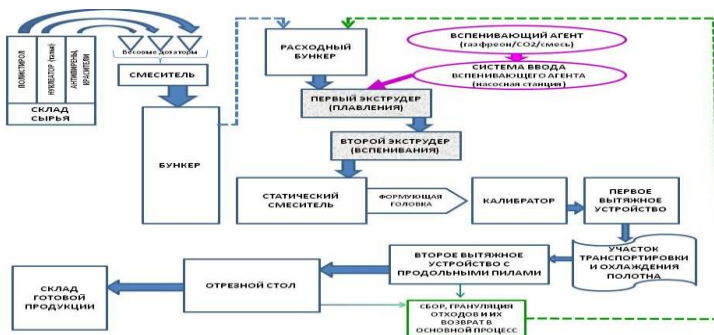 ПОЛИСТИРОЛ
НУКЛЕАТОР (тальк)
АНТИПИРЕНЫ,
КРАСИТЕЛИ
СКЛАД
СЫРЬЯ
Весовые дозаторы
СМЕСИТЕЛЬ
БУНКЕР
РАСХОДНЫЙ
БУНКЕР
ВСПЕНИВАЮЩИЙ АГЕНТ
(газфреон/CO2/смесь)
СИСТЕМА ВВОДА
ВСПЕНИВАЮЩЕГО АГЕНТА
(насосная станция)
ПЕРВЫЙ ЭКСТРУДЕР
(ПЛАВЛЕНИЯ)
ВТОРОЙ ЭКСТРУДЕР
(ВСПЕНИВАНИЯ)
СТАТИЧЕСКИЙ
СМЕСИТЕЛЬ
ФОРМУЮЩАЯ
ГОЛОВКА
КАЛИБРАТОР
ПЕРВОЕ
ВЫТЯЖНОЕ
УСТРОЙСТВО
УЧАСТОК
ТРАНСПОРТИРОВКИ
И ОХЛАЖДЕНИЯ
ПОЛОТНА
ВТОРОЕ ВЫТЯЖНОЕ
УСТРОЙСТВО С
ПРОДОЛЬНЫМИ ПИЛАМИ
ОТРЕЗНОЙ СТОЛ
СКЛАД
ГОТОВОЙ
ПРОДУКЦИИ
СБОР, ГРАНУЛЯЦИЯ
ОТХОДОВ И ИХ
ВОЗВРАТ В
ОСНОВНОЙ ПРОЦЕСС